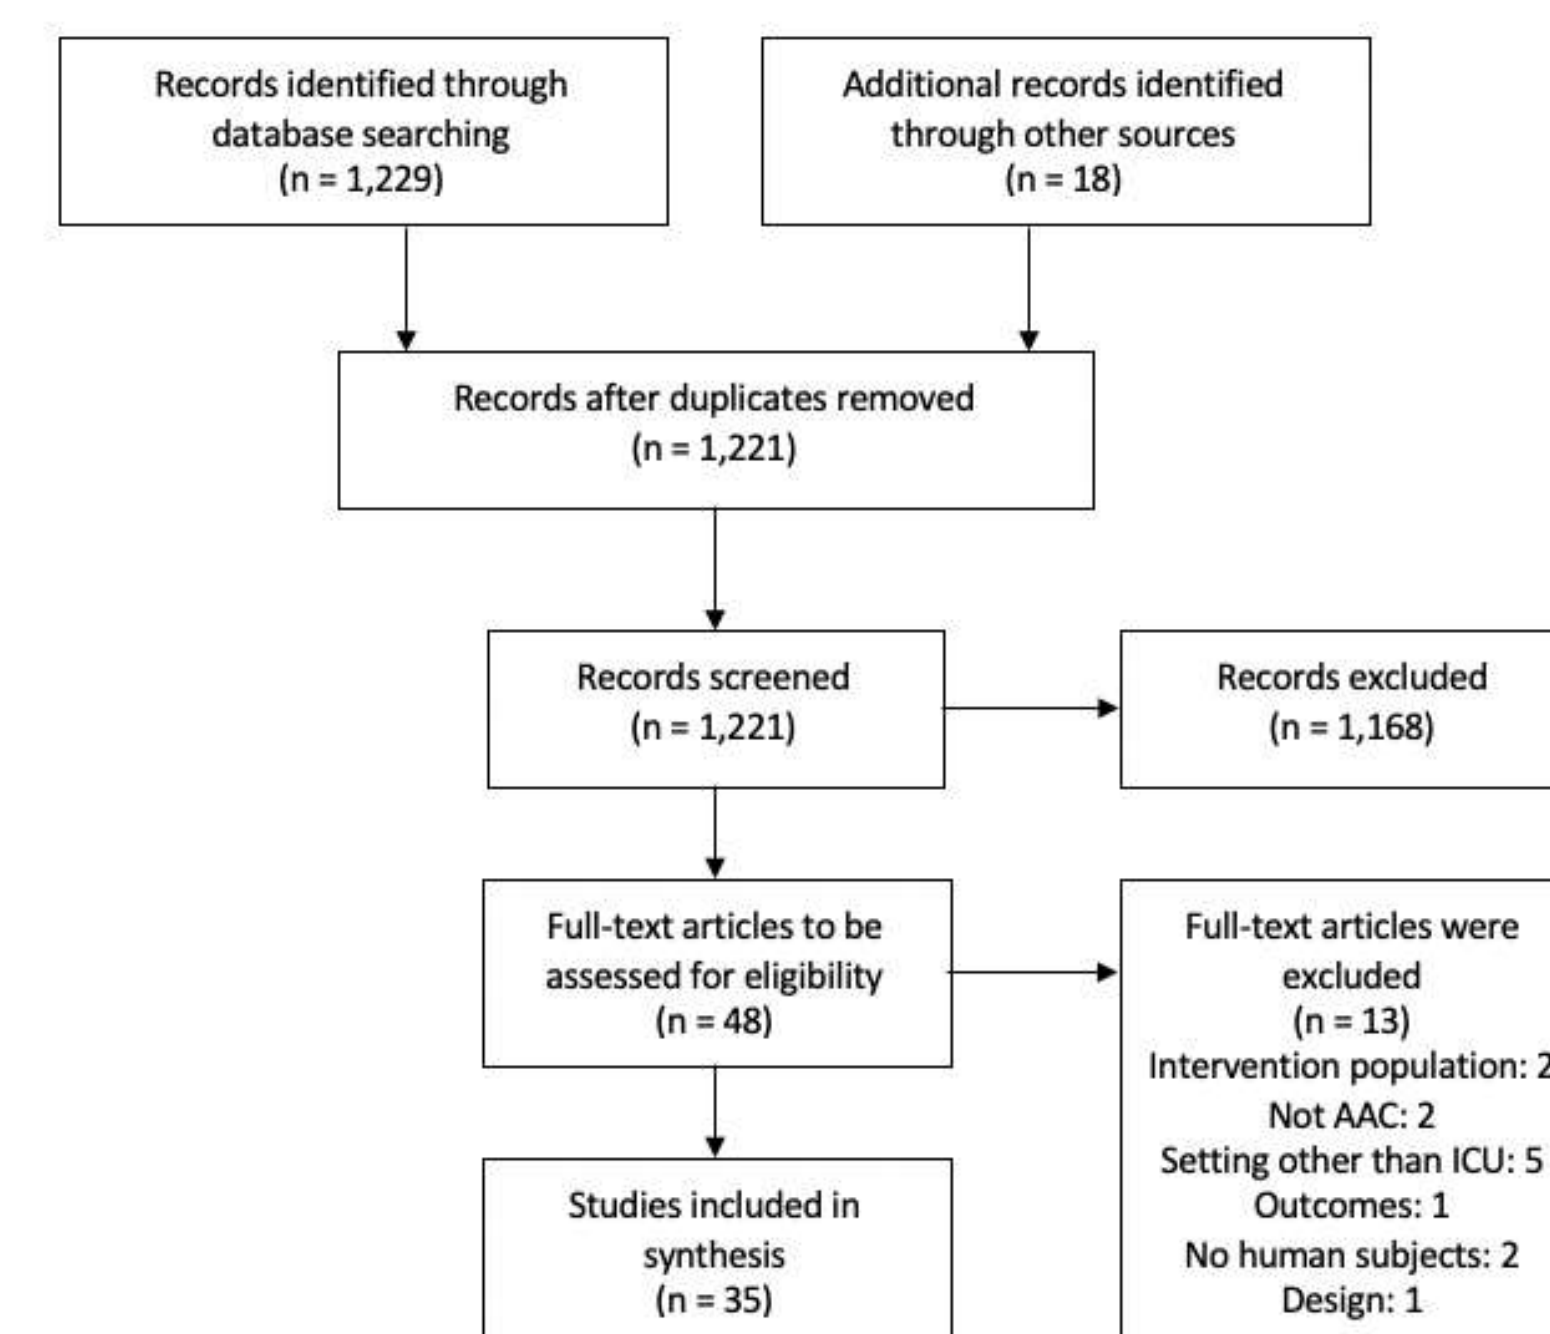 Records identified through
database searching
(n = 1,229)
Additional records identified
through other sources
(n = 18)
Records after duplicates removed
(n = 1,221)
Records screened
(n = 1,221)
Records excluded
(n = 1,168)
Full-text articles to be
assessed for eligibility
(n = 48)
Full-text articles were
excluded
(n = 13)
Intervention population: 2
Not AAC: 2
Setting other than ICU: 5
Outcomes: 1
No human subjects: 2
Design: 1
Studies included in
synthesis
(n = 35)